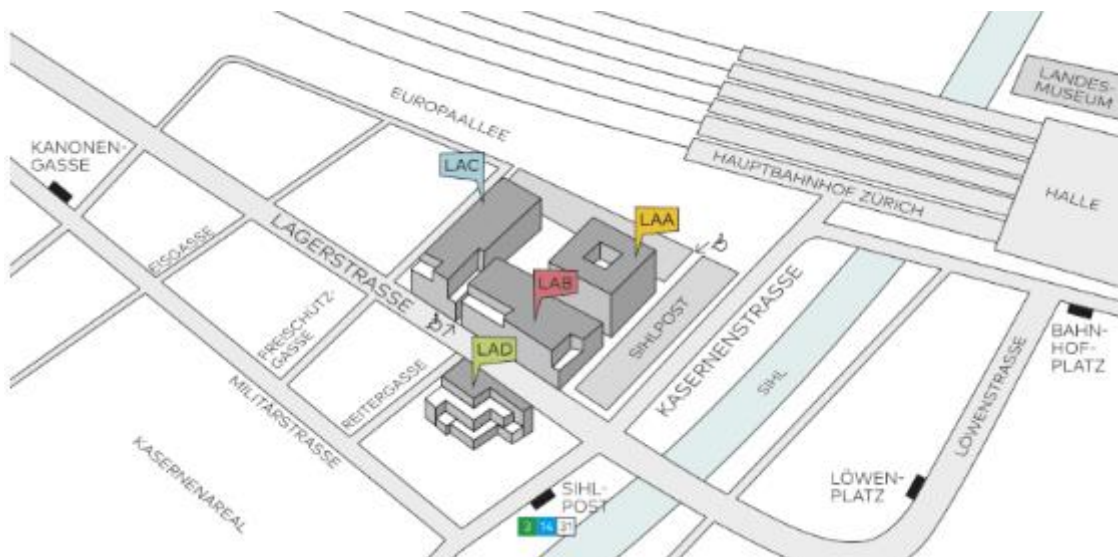 LANDES-
MUSEUM
EUROPAALLEE
KANONEN-
GASSE
LAC
HAUPTBAHNHOF ZÜRICH
HALLE
LAA
LAGERSTRASSE
EISGASSE
LAB
SIHLPOST
KASERNENSTRASSE
FREISCHÜTZ-
GASSE
LAD
REITERGASSE
MILITÄRSTRASSE
SIHL
BAHN-
HOF-
PLATZ
LÖWENSTRASSE
KASERNENAREAL
SIHL-
POST
LÖWEN-
PLATZ
14 31